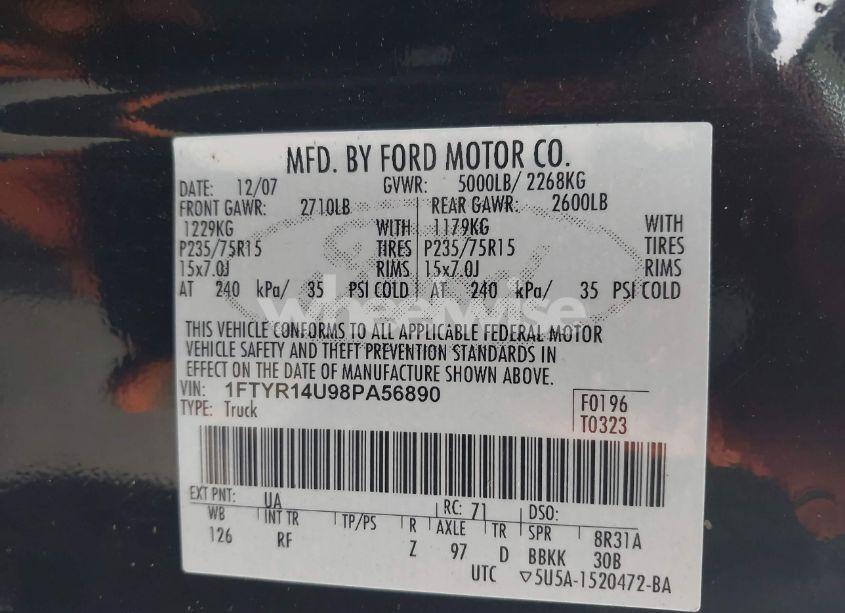 MFD. BY FORD MOTOR CO.
DATE: 12/07 GVWR: 5000LB/ 2268KG
FRONT GAWR: 2710LB REAR GAWR: 2600LB
1229KG WITH 1179KG WITH
P235/75R15 TIRES P235/75R15 TIRES
15x7.0J RIMS 15x7.0J RIMS
AT 240 kPa/ 35 PSI COLD AT 240 kPa/ 35 PSI COLD
wheelwise
THIS VEHICLE CONFORMS TO ALL APPLICABLE FEDERAL MOTOR
VEHICLE SAFETY AND THEFT PREVENTION STANDARDS IN
EFFECT ON THE DATE OF MANUFACTURE SHOWN ABOVE.
VIN: 1FTYR14U98PA56890 F0196
TYPE: Truck T0323
EXT PNT: UA RC: 71 DSO:
WB INT TR TP/PS R AXLE TR SPR 8R31A
126 RF Z 97 D BBKK 30B
UTC ▽5U5A-1520472-BA